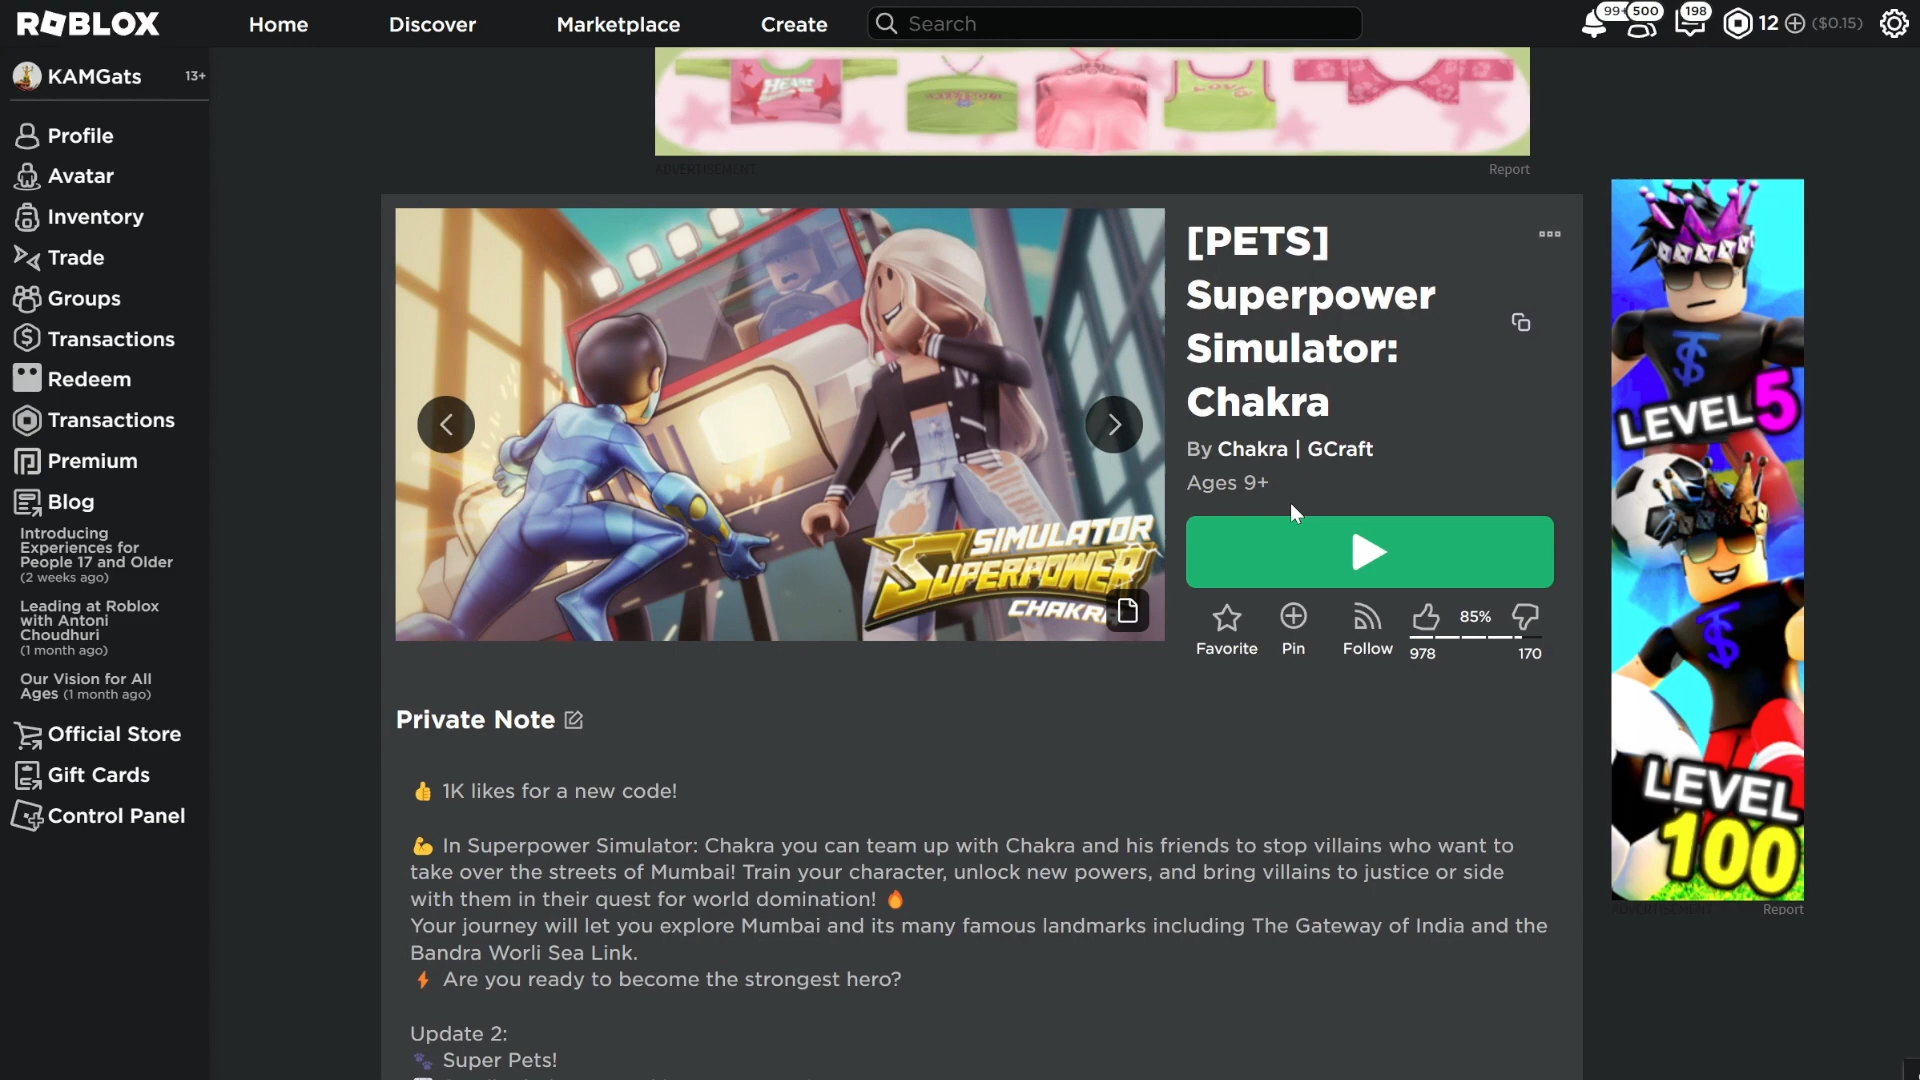 ROBLOX
Home
Discover
Marketplace
Create
Search
99+
500
198
12
($0.15)
KAMGats
13+
Profile
Avatar
Inventory
Trade
Groups
Transactions
Redeem
Transactions
Premium
Blog
Introducing
Experiences for
People 17 and Older
(2 weeks ago)
Leading at Roblox
with Antoni
Choudhuri
(1 month ago)
Our Vision for All
Ages (1 month ago)
Official Store
Gift Cards
Control Panel
HEART
LOVE
ADVERTISEMENT
Report
SIMULATOR
SUPERPOWER
CHAKRA
[PETS]
Superpower
Simulator:
Chakra
By Chakra | GCraft
Ages 9+
Favorite
Pin
Follow
85%
978
170
Private Note
👍 1K likes for a new code!
💪 In Superpower Simulator: Chakra you can team up with Chakra and his friends to stop villains who want to
take over the streets of Mumbai! Train your character, unlock new powers, and bring villains to justice or side
with them in their quest for world domination! 🔥
Your journey will let you explore Mumbai and its many famous landmarks including The Gateway of India and the
Bandra Worli Sea Link.
⚡ Are you ready to become the strongest hero?
Update 2:
🐾 Super Pets!
LEVEL 5
LEVEL
100
ADVERTISEMENT
Report